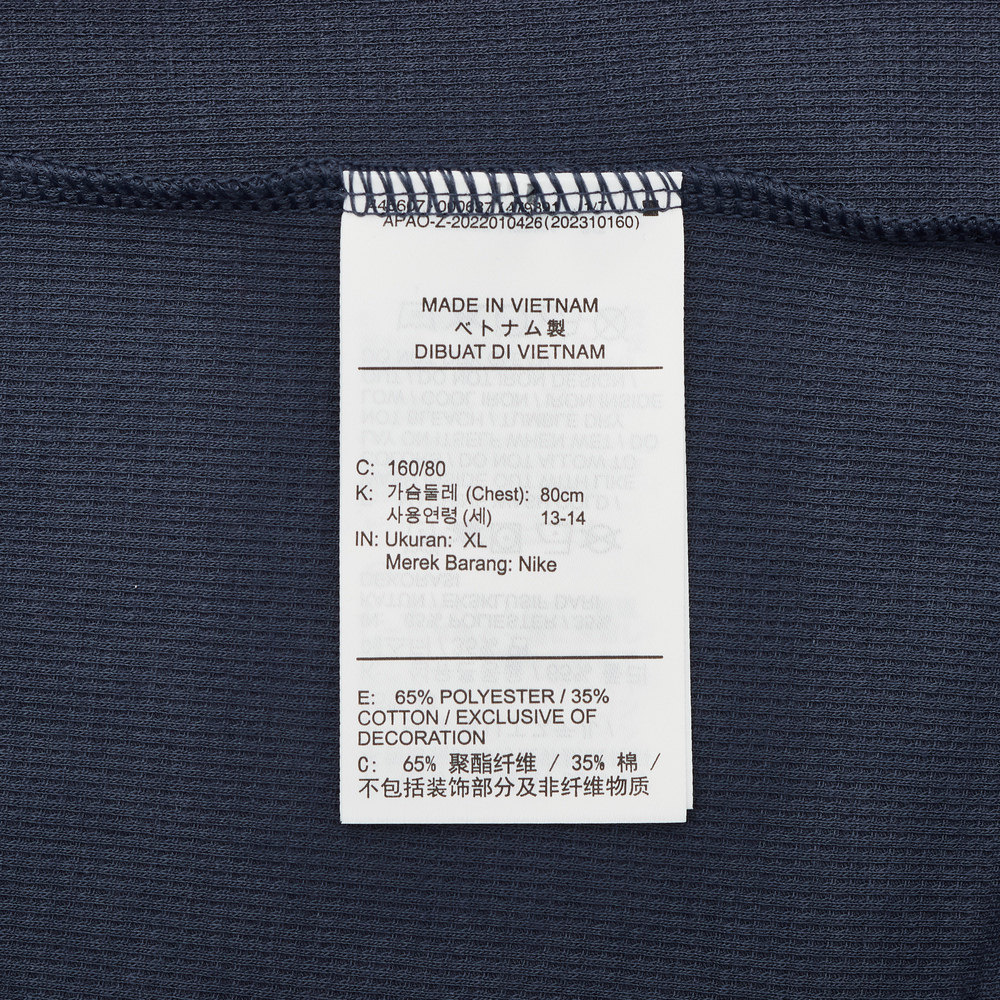 APAO-Z-2022010426(202310160)
MADE IN VIETNAM
ベトナム製
DIBUAT DI VIETNAM
C: 160/80
K: 가슴둘레 (Chest): 80cm
사용연령 (세) 13-14
IN: Ukuran: XL
Merek Barang: Nike
E: 65% POLYESTER / 35%
COTTON / EXCLUSIVE OF
DECORATION
C: 65% 聚酯纤维 / 35% 棉 /
不包括装饰部分及非纤维物质